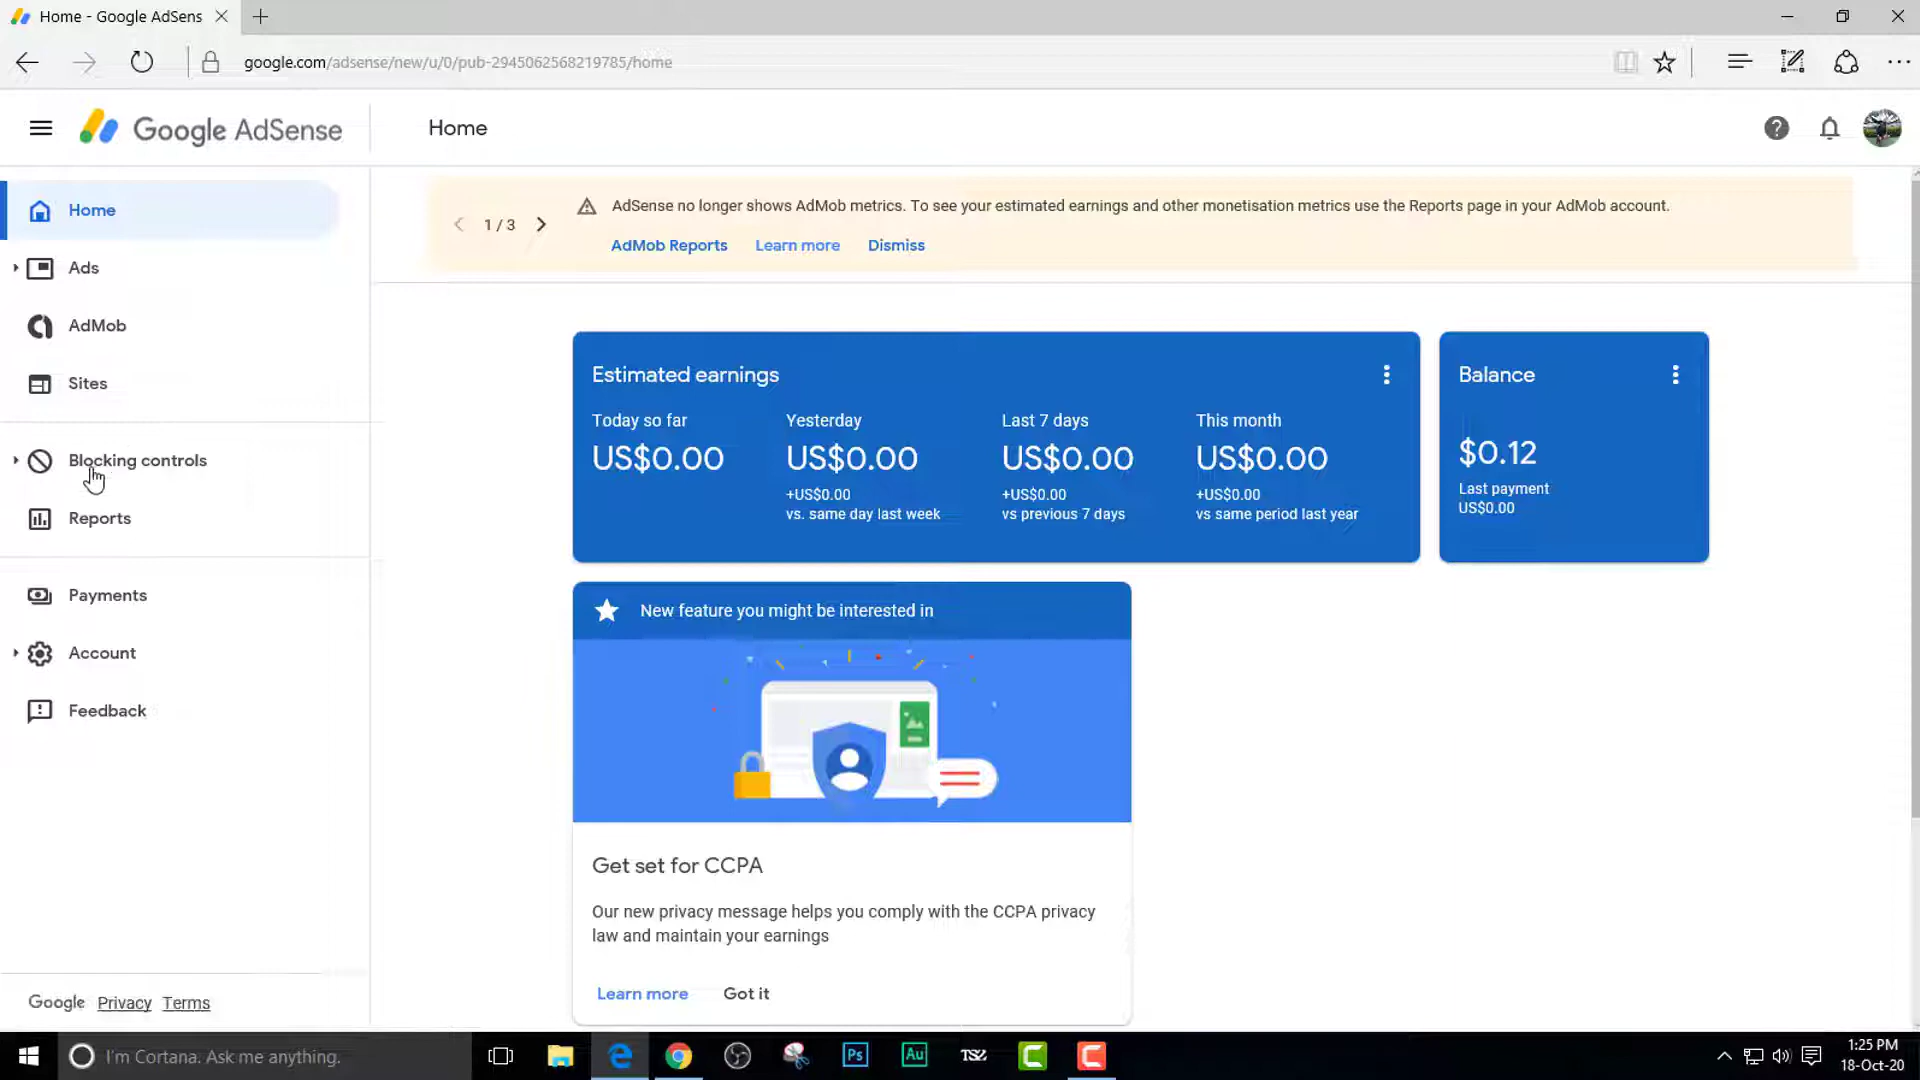 Home - Google AdSens
google.com/adsense/new/u/0/pub-2945062568219785/home
Google AdSense
Home
Home
Ads
AdMob
Sites
Blocking controls
Reports
Payments
Account
Feedback
Google Privacy Terms
1 / 3
AdSense no longer shows AdMob metrics. To see your estimated earnings and other monetisation metrics use the Reports page in your AdMob account.
AdMob Reports Learn more Dismiss
Estimated earnings
Today so far
US$0.00
Yesterday
US$0.00
+US$0.00
vs. same day last week
Last 7 days
US$0.00
+US$0.00
vs previous 7 days
This month
US$0.00
+US$0.00
vs same period last year
Balance
$0.12
Last payment
US$0.00
New feature you might be interested in
Get set for CCPA
Our new privacy message helps you comply with the CCPA privacy
law and maintain your earnings
Learn more Got it
I'm Cortana. Ask me anything.
Ps
Au
TS2
1:25 PM
18-Oct-20